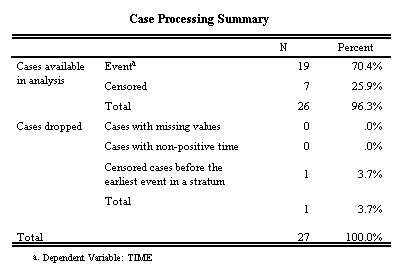 Case Processing Summary
N Percent
Cases available in analysis Eventa 19 70.4%
Censored 7 25.9%
Total 26 96.3%
Cases dropped Cases with missing values 0 .0%
Cases with non-positive time 0 .0%
Censored cases before the earliest event in a stratum 1 3.7%
Total 1 3.7%
Total 27 100.0%
a. Dependent Variable: TIME